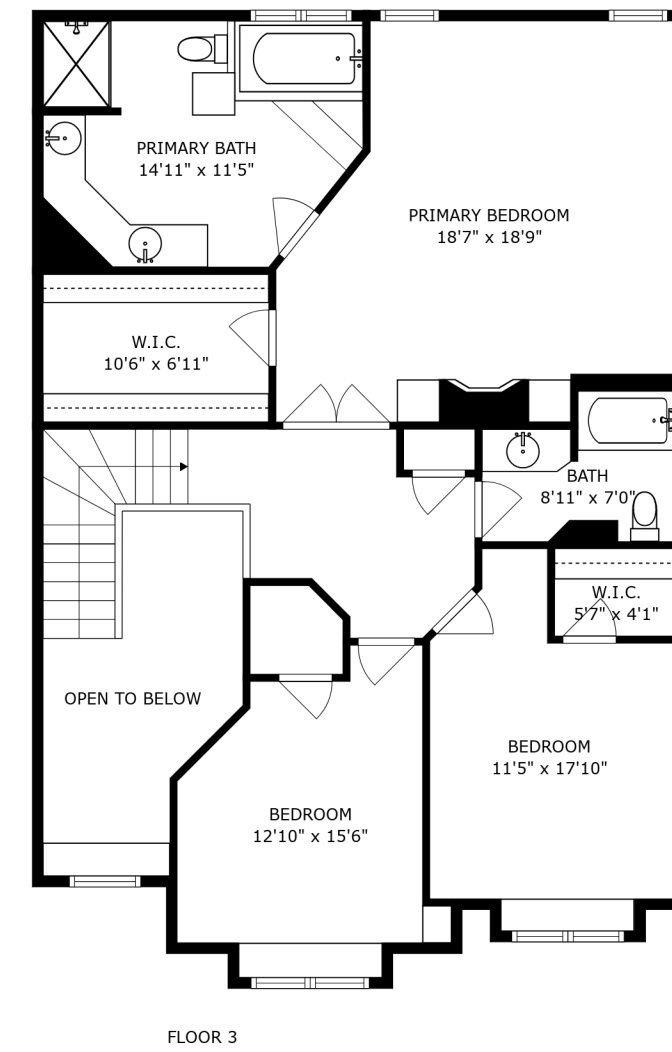 PRIMARY BATH
14'11" x 11'5"
PRIMARY BEDROOM
18'7" x 18'9"
W.I.C.
10'6" x 6'11"
BATH
8'11" x 7'0"
W.I.C.
5'7" x 4'1"
OPEN TO BELOW
BEDROOM
11'5" x 17'10"
BEDROOM
12'10" x 15'6"
FLOOR 3